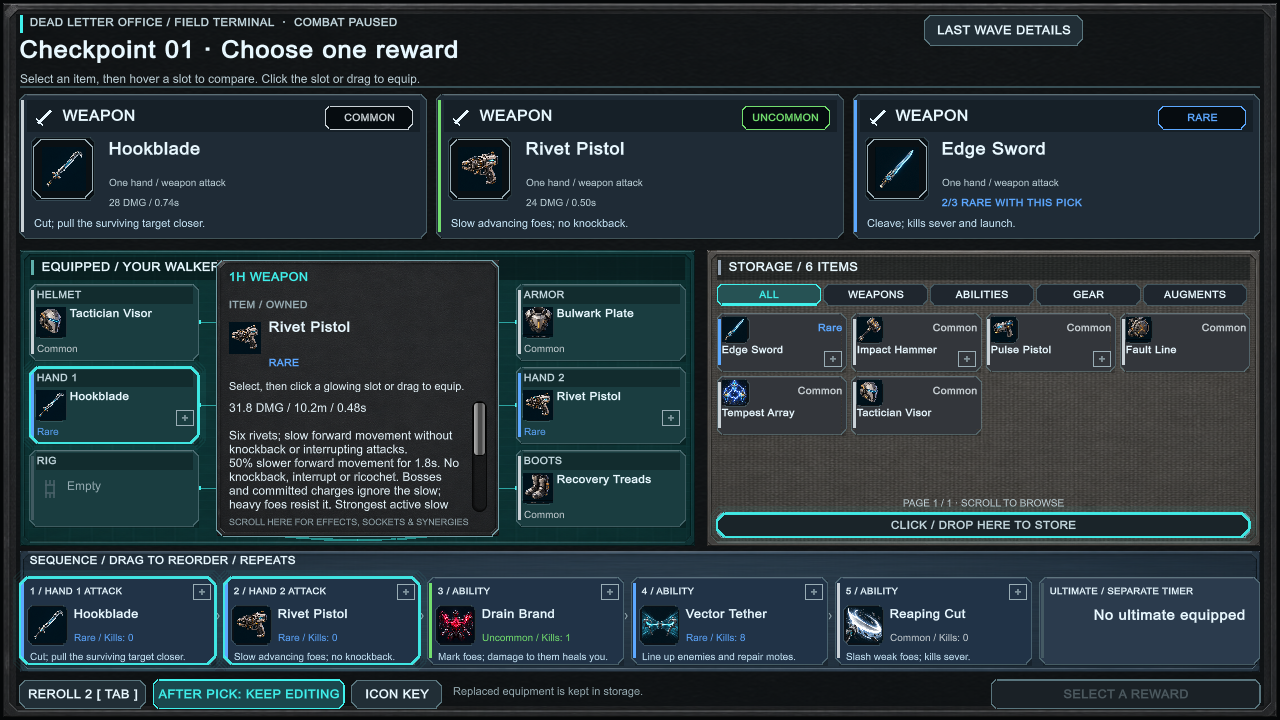 DEAD LETTER OFFICE / FIELD TERMINAL · COMBAT PAUSED
Checkpoint 01 · Choose one reward
Select an item, then hover a slot to compare. Click the slot or drag to equip.
LAST WAVE DETAILS
WEAPON
COMMON
Hookblade
One hand / weapon attack
28 DMG / 0.74s
Cut; pull the surviving target closer.
WEAPON
UNCOMMON
Rivet Pistol
One hand / weapon attack
24 DMG / 0.50s
Slow advancing foes; no knockback.
WEAPON
RARE
Edge Sword
One hand / weapon attack
2/3 RARE WITH THIS PICK
Cleave; kills sever and launch.
EQUIPPED / YOUR WALKER
HELMET
Tactician Visor
Common
HAND 1
Hookblade
+
Rare
RIG
Empty
1H WEAPON
ITEM / OWNED
Rivet Pistol
RARE
Select, then click a glowing slot or drag to equip.
31.8 DMG / 10.2m / 0.48s
Six rivets; slow forward movement without
knockback or interrupting attacks.
50% slower forward movement for 1.8s. No
knockback, interrupt or ricochet. Bosses
and committed charges ignore the slow;
heavy foes resist it. Strongest active slow
SCROLL HERE FOR EFFECTS, SOCKETS & SYNERGIES
ARMOR
Bulwark Plate
Common
HAND 2
Rivet Pistol
+
Rare
BOOTS
Recovery Treads
Common
STORAGE / 6 ITEMS
ALL
WEAPONS
ABILITIES
GEAR
AUGMENTS
Rare
Edge Sword
+
Common
Impact Hammer
+
Common
Pulse Pistol
+
Common
Fault Line
Common
Tempest Array
Common
Tactician Visor
PAGE 1 / 1 · SCROLL TO BROWSE
CLICK / DROP HERE TO STORE
SEQUENCE / DRAG TO REORDER / REPEATS
1 / HAND 1 ATTACK
+
Hookblade
Rare / Kills: 0
Cut; pull the surviving target closer.
2 / HAND 2 ATTACK
+
Rivet Pistol
Rare / Kills: 0
Slow advancing foes; no knockback.
3 / ABILITY
+
Drain Brand
Uncommon / Kills: 1
Mark foes; damage to them heals you.
4 / ABILITY
+
Vector Tether
Rare / Kills: 8
Line up enemies and repair motes.
5 / ABILITY
+
Reaping Cut
Common / Kills: 0
Slash weak foes; kills sever.
ULTIMATE / SEPARATE TIMER
No ultimate equipped
REROLL 2 [ TAB ]
AFTER PICK: KEEP EDITING
ICON KEY
Replaced equipment is kept in storage.
SELECT A REWARD